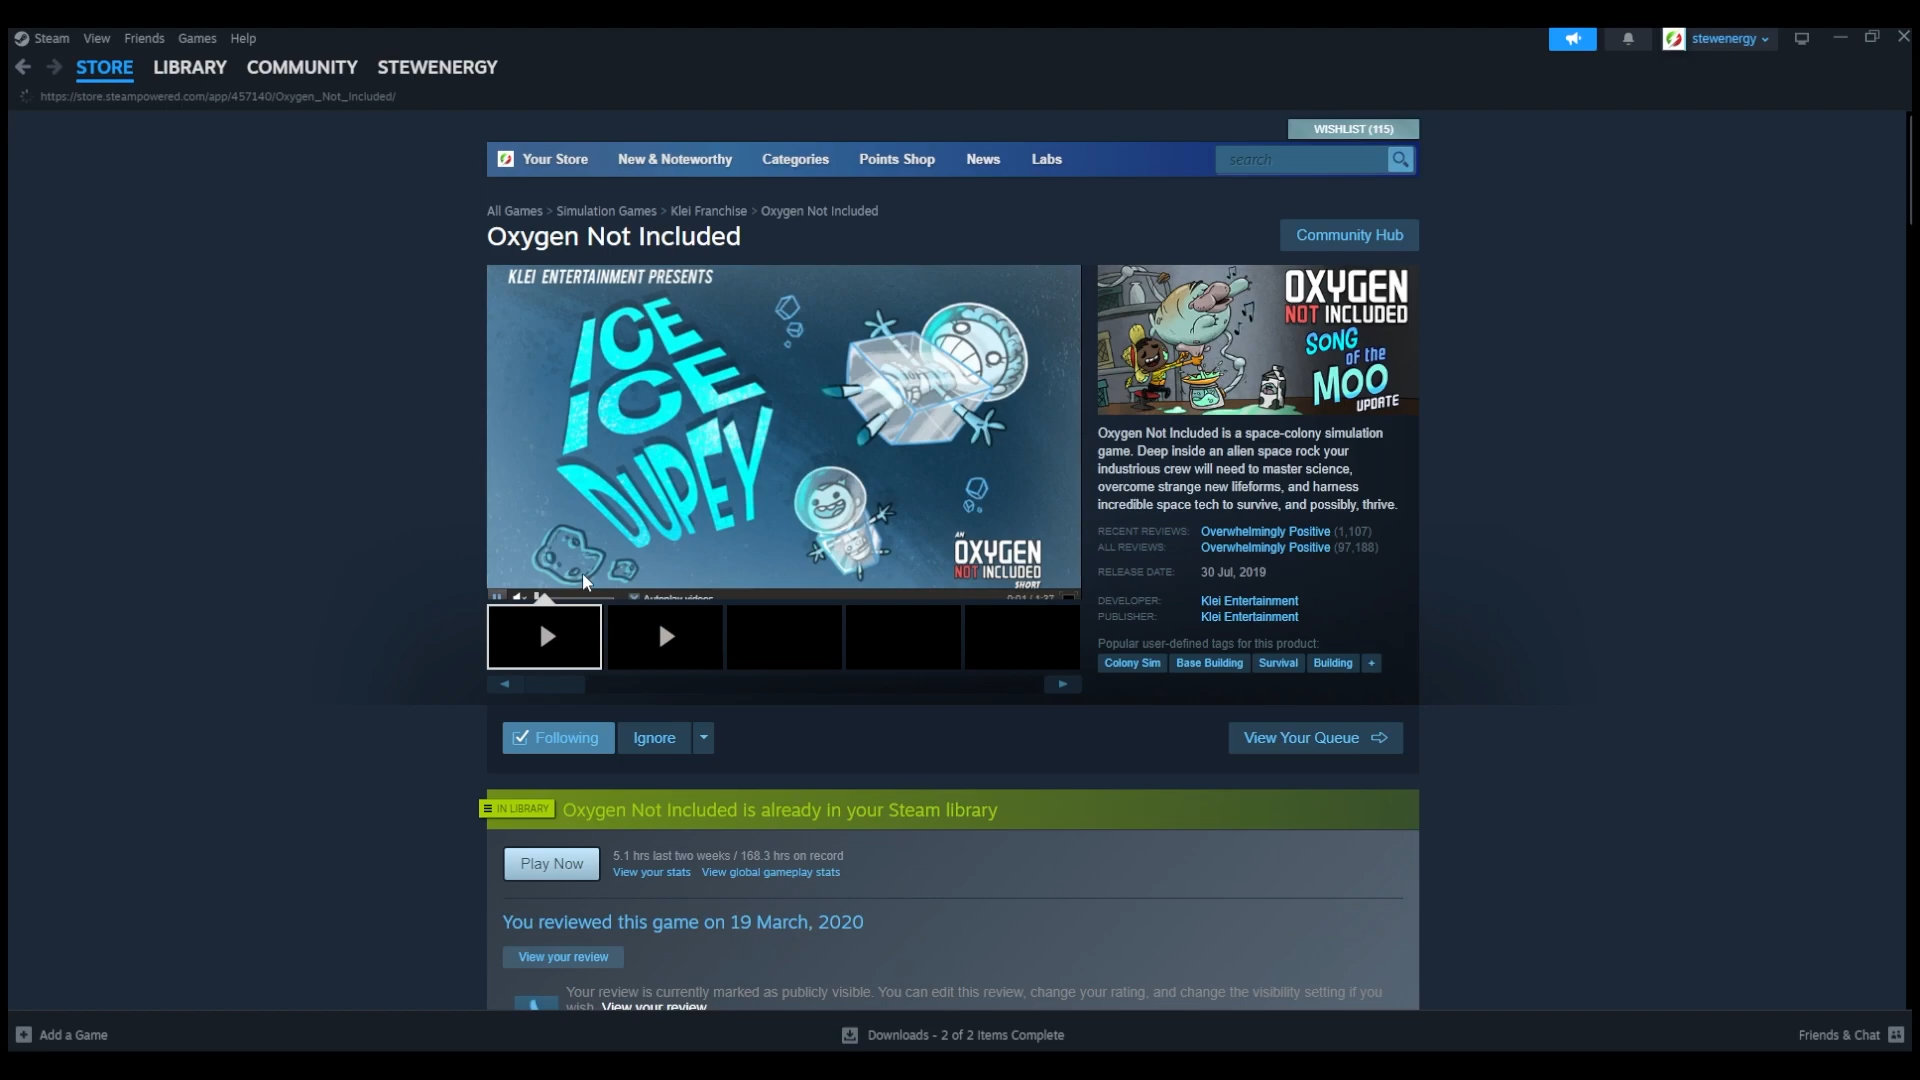 Steam View Friends Games Help
stewenergy
STORE LIBRARY COMMUNITY STEWENERGY
https://store.steampowered.com/app/457140/Oxygen_Not_Included/
WISHLIST (115)
Your Store New & Noteworthy Categories Points Shop News Labs search
All Games > Simulation Games > Klei Franchise > Oxygen Not Included
Oxygen Not Included
Community Hub
KLEI ENTERTAINMENT PRESENTS
ICE
ICE
DUPEY
AN
OXYGEN
NOT INCLUDED
SHORT
Autoplay videos 0:01 / 1:37
OXYGEN
NOT INCLUDED
SONG
of the
MOO
UPDATE
Oxygen Not Included is a space-colony simulation
game. Deep inside an alien space rock your
industrious crew will need to master science,
overcome strange new lifeforms, and harness
incredible space tech to survive, and possibly, thrive.
RECENT REVIEWS: Overwhelmingly Positive (1,107)
ALL REVIEWS: Overwhelmingly Positive (97,188)
RELEASE DATE: 30 Jul, 2019
DEVELOPER: Klei Entertainment
PUBLISHER: Klei Entertainment
Popular user-defined tags for this product:
Colony Sim Base Building Survival Building +
Following Ignore
View Your Queue
IN LIBRARY Oxygen Not Included is already in your Steam library
Play Now
5.1 hrs last two weeks / 168.3 hrs on record
View your stats View global gameplay stats
You reviewed this game on 19 March, 2020
View your review
Your review is currently marked as publicly visible. You can edit this review, change your rating, and change the visibility setting if you
wish. View your review
Add a Game
Downloads - 2 of 2 Items Complete
Friends & Chat